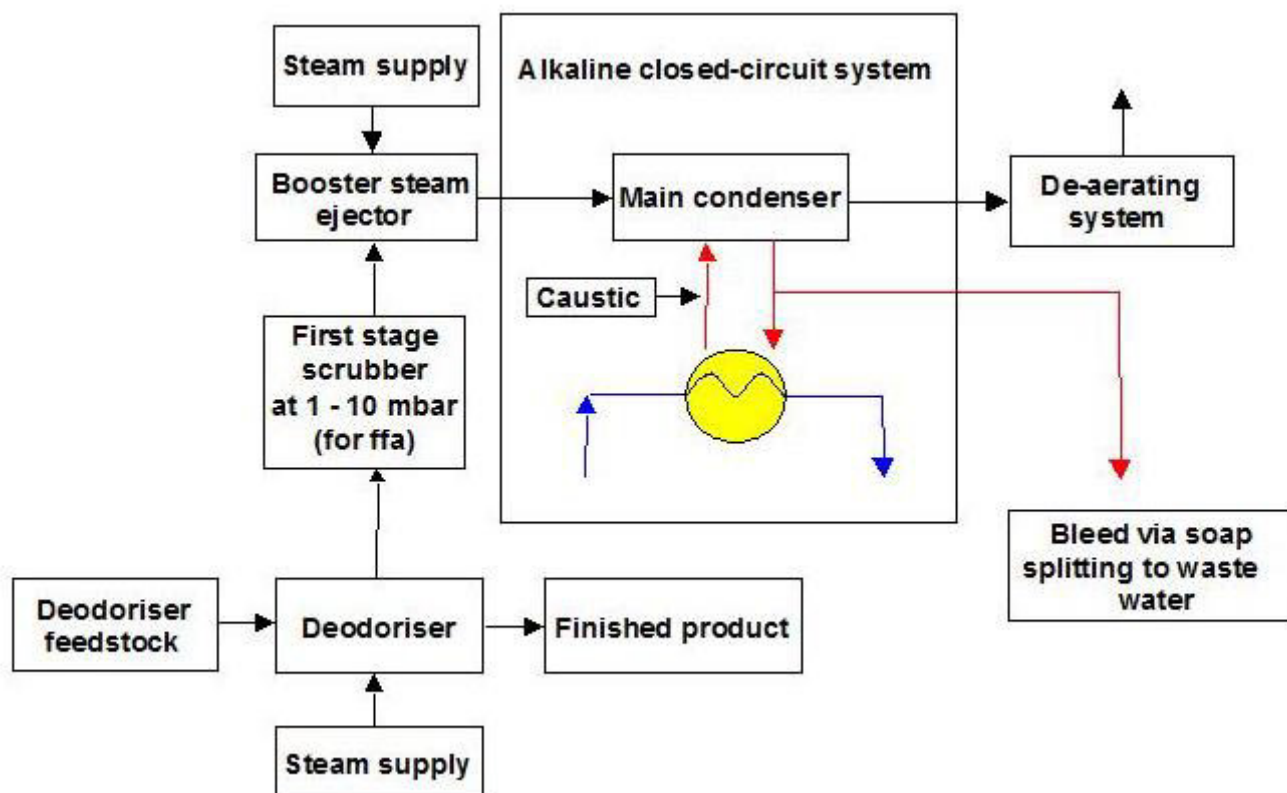 Steam supply
Alkaline closed-circuit system
Booster steam
ejector
Main condenser
De-aerating
system
Caustic
First stage
scrubber
at 1 - 10 mbar
(for ffa)
Bleed via soap
splitting to waste
water
Deodoriser
feedstock
Deodoriser
Finished product
Steam supply